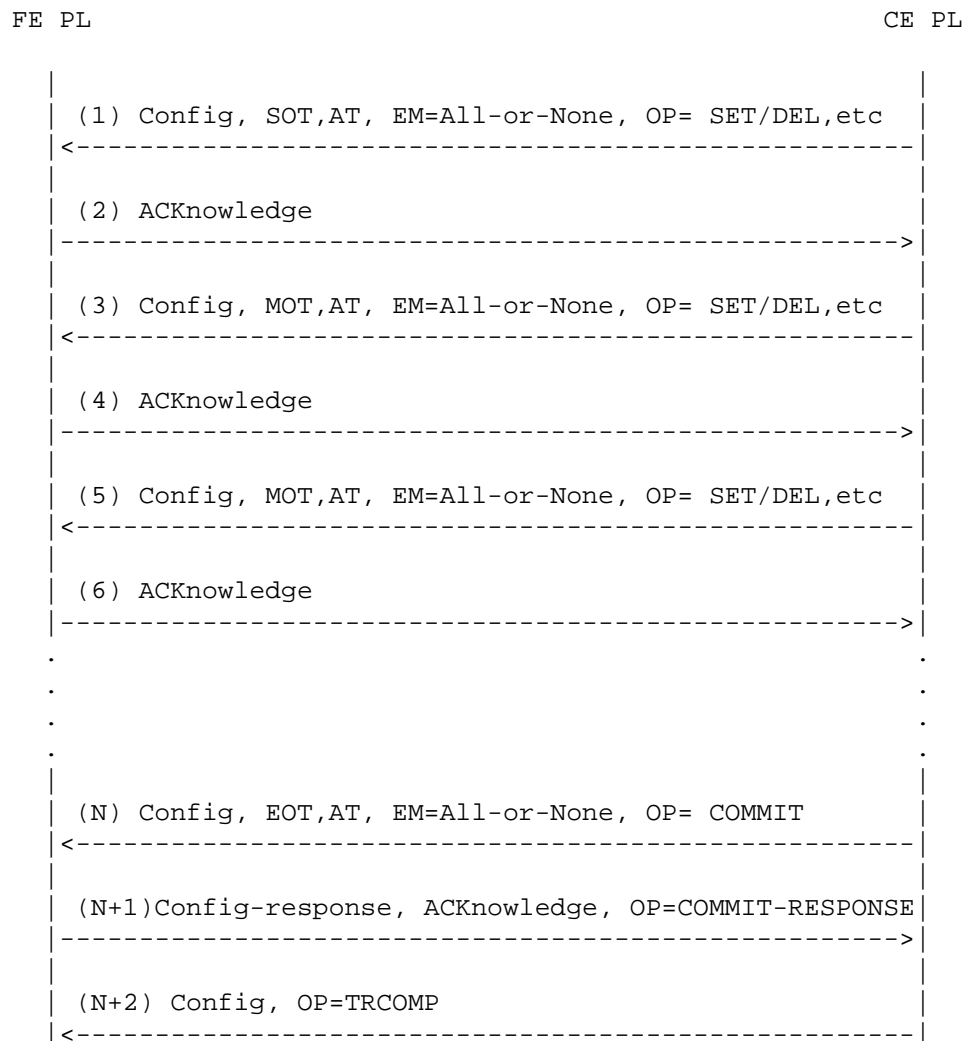 FE PL CE PL
(1) Config, SOT,AT, EM=All-or-None, OP= SET/DEL,etc
(2) ACKnowledge
(3) Config, MOT,AT, EM=All-or-None, OP= SET/DEL,etc
(4) ACKnowledge
(5) Config, MOT,AT, EM=All-or-None, OP= SET/DEL,etc
(6) ACKnowledge
(N) Config, EOT,AT, EM=All-or-None, OP= COMMIT
(N+1)Config-response, ACKnowledge, OP=COMMIT-RESPONSE
(N+2) Config, OP=TRCOMP